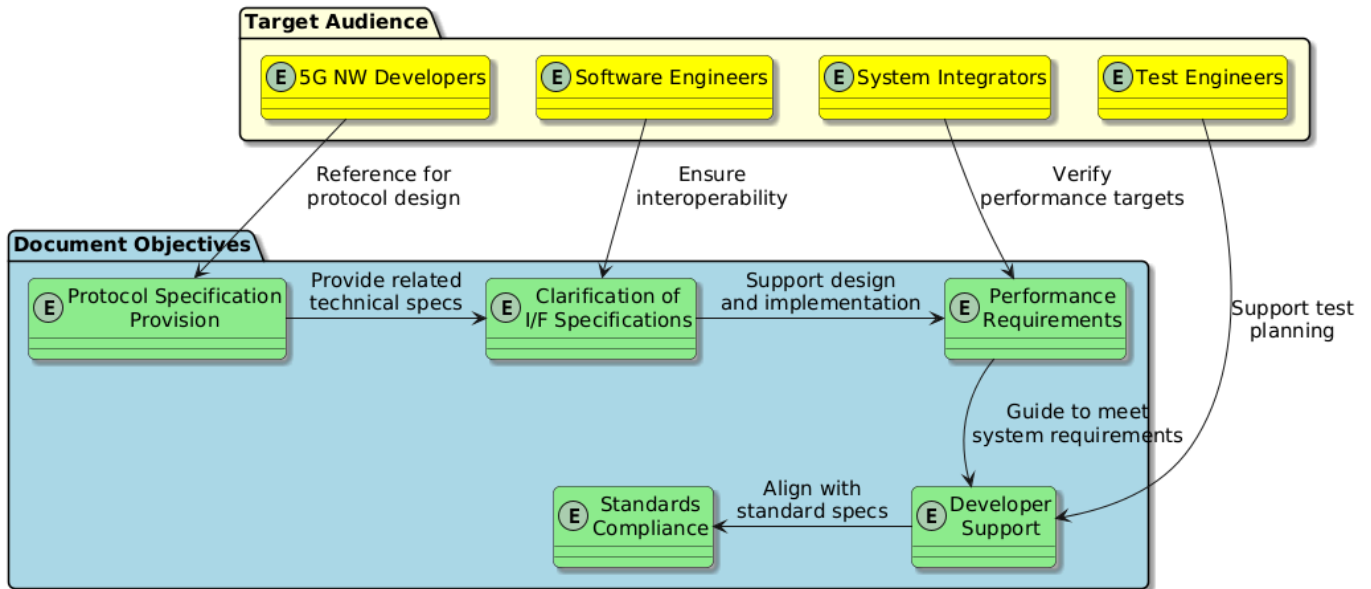 Target Audience
E 5G NW Developers
E Software Engineers
E System Integrators
E Test Engineers
Reference for
protocol design
Ensure
interoperability
Verify
performance targets
Support test
planning
Document Objectives
E Protocol Specification
Provision
Provide related
technical specs
E Clarification of
I/F Specifications
Support design
and implementation
E Performance
Requirements
Guide to meet
system requirements
E Standards
Compliance
Align with
standard specs
E Developer
Support